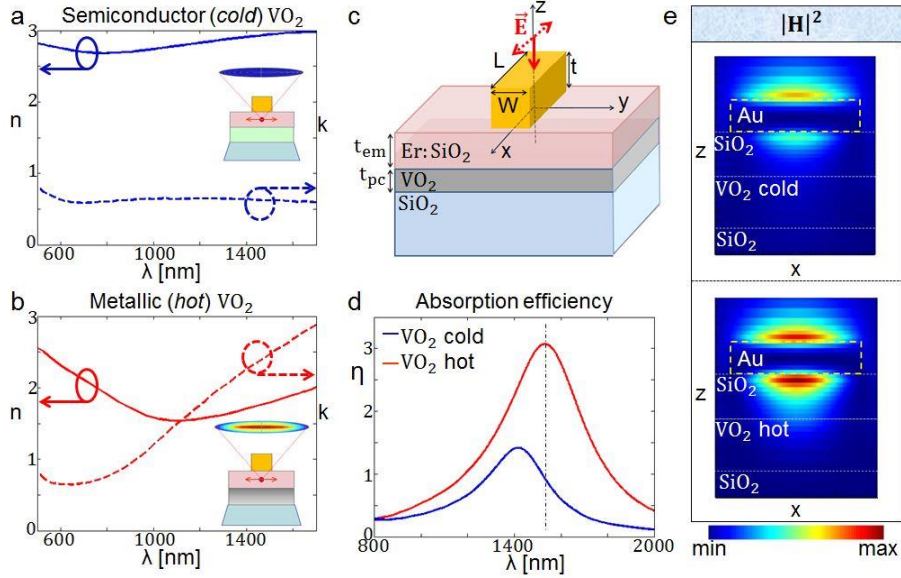 a
Semiconductor (cold) VO₂
3
2
n
k
1
0
600
1000
1400
λ [nm]
b
Metallic (hot) VO₂
3
2
n
k
1
0
600
1000
1400
λ [nm]
c
z
E
L
t
W
y
x
t_em
Er: SiO₂
t_pc
VO₂
SiO₂
d
Absorption efficiency
VO₂ cold
VO₂ hot
η
3
2
1
0
800
1400
2000
λ [nm]
e
|H|²
Au
SiO₂
z
VO₂ cold
SiO₂
x
Au
SiO₂
z
VO₂ hot
SiO₂
x
min
max